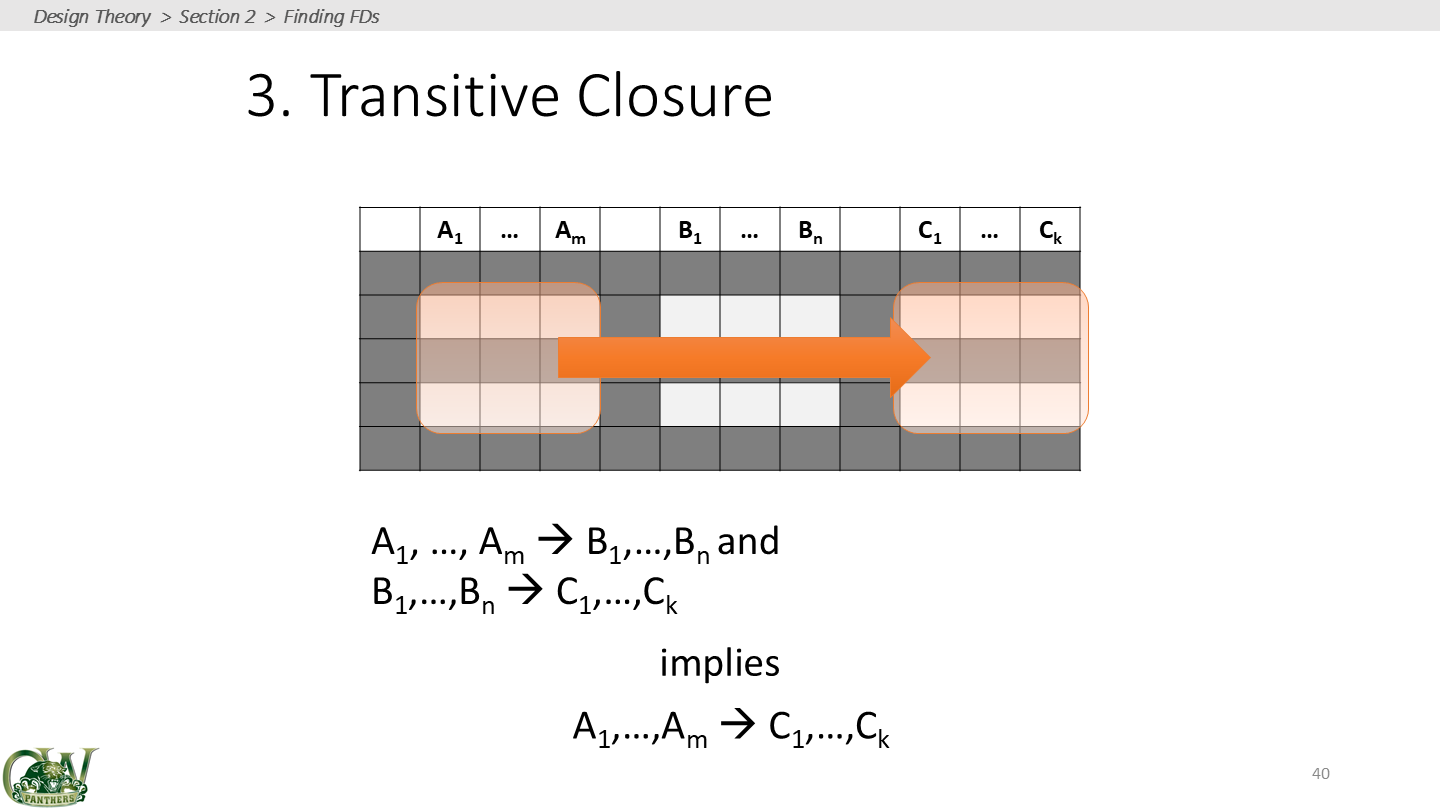 Design Theory > Section 2 > Finding FDs
3. Transitive Closure
A1 … Am B1 … Bn C1 … Ck
A1, …, Am → B1,…,Bn and
B1,…,Bn → C1,…,Ck
implies
A1,…,Am → C1,…,Ck
PANTHERS
40